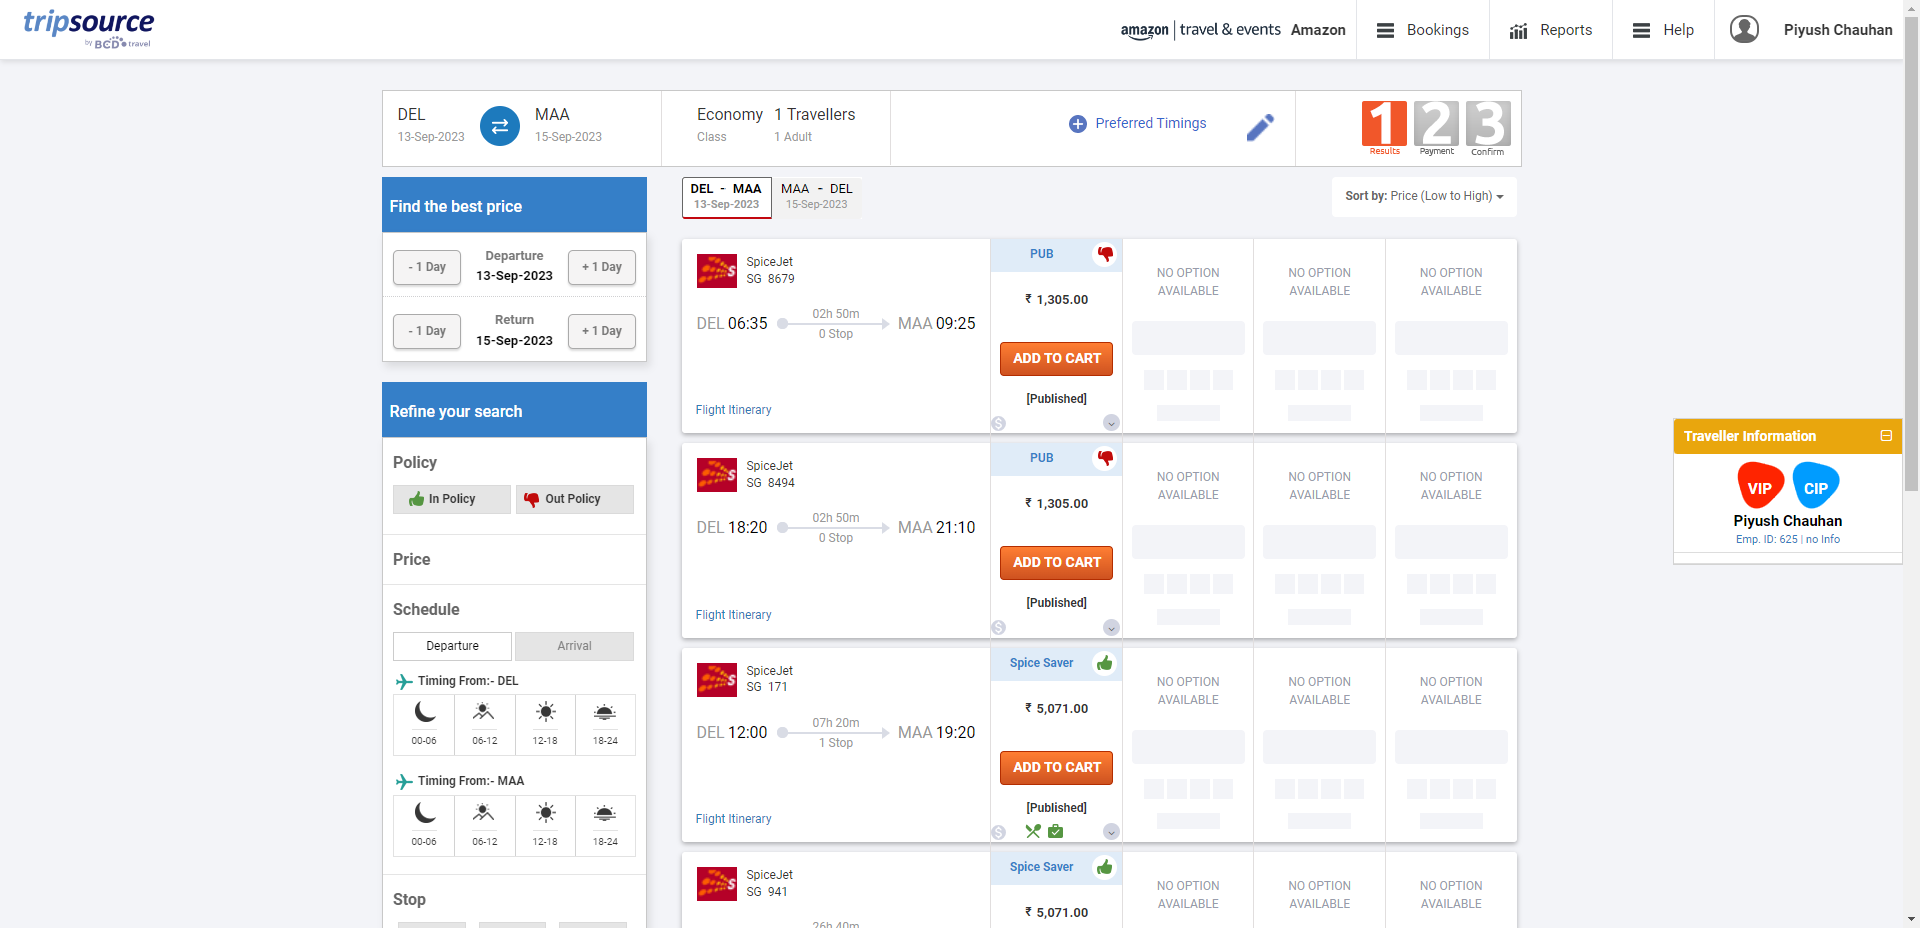 tripsource
by BCD travel
amazon | travel & events Amazon
Bookings
Reports
Help
Piyush Chauhan
DEL
13-Sep-2023
MAA
15-Sep-2023
Economy
Class
1 Travellers
1 Adult
Preferred Timings
1 2 3
Results Payment Confirm
Find the best price
- 1 Day
Departure
13-Sep-2023
+ 1 Day
- 1 Day
Return
15-Sep-2023
+ 1 Day
Refine your search
Policy
In Policy
Out Policy
Price
Schedule
Departure
Arrival
Timing From:- DEL
00-06 06-12 12-18 18-24
Timing From:- MAA
00-06 06-12 12-18 18-24
Stop
DEL - MAA
13-Sep-2023
MAA - DEL
15-Sep-2023
Sort by: Price (Low to High)
SpiceJet
SG 8679
DEL 06:35
02h 50m
0 Stop
MAA 09:25
Flight Itinerary
PUB
₹ 1,305.00
ADD TO CART
[Published]
NO OPTION
AVAILABLE
NO OPTION
AVAILABLE
NO OPTION
AVAILABLE
SpiceJet
SG 8494
DEL 18:20
02h 50m
0 Stop
MAA 21:10
Flight Itinerary
PUB
₹ 1,305.00
ADD TO CART
[Published]
NO OPTION
AVAILABLE
NO OPTION
AVAILABLE
NO OPTION
AVAILABLE
SpiceJet
SG 171
DEL 12:00
07h 20m
1 Stop
MAA 19:20
Flight Itinerary
Spice Saver
₹ 5,071.00
ADD TO CART
[Published]
NO OPTION
AVAILABLE
NO OPTION
AVAILABLE
NO OPTION
AVAILABLE
SpiceJet
SG 941
26h 40m
Spice Saver
₹ 5,071.00
NO OPTION
AVAILABLE
NO OPTION
AVAILABLE
NO OPTION
AVAILABLE
Traveller Information
VIP
CIP
Piyush Chauhan
Emp. ID: 625 | no Info